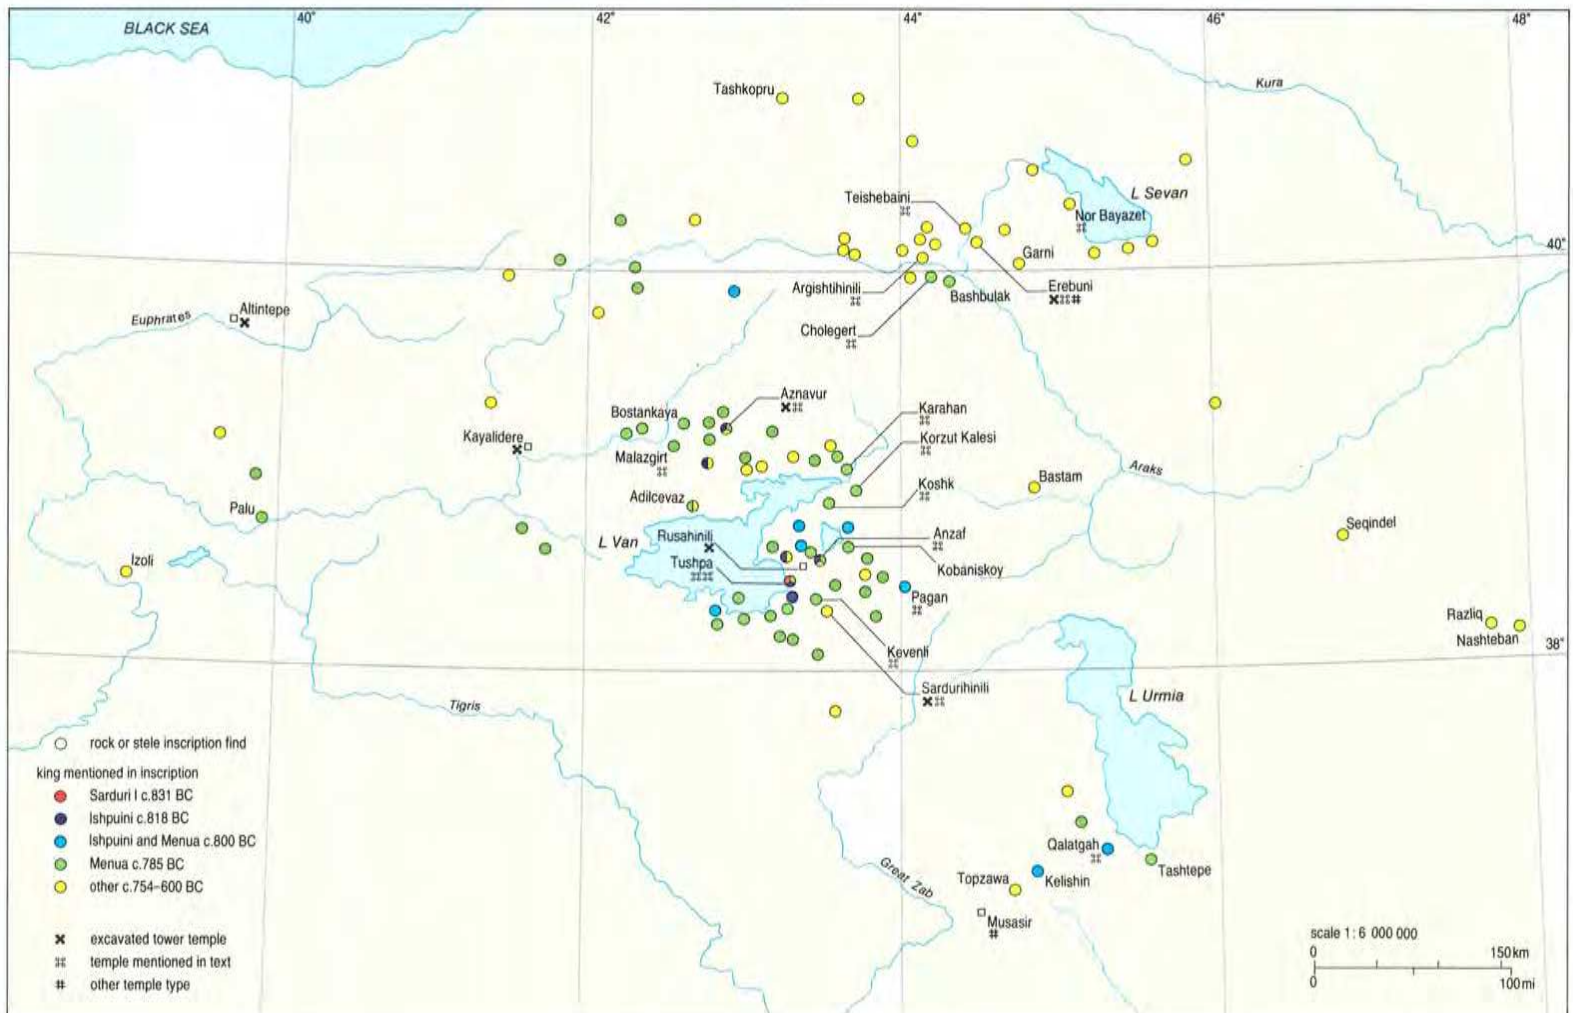 40°
42°
44°
46°
48°
BLACK SEA
Kura
Tashkopru
L Sevan
Teishebaini
Nor Bayazet
40°
Garni
Argishtihinili
Erebuni
Bashbulak
Altintepe
Euphrates
Cholegert
Aznavur
Bostankaya
Karahan
Kayalidere
Korzut Kalesi
Malazgirt
Araks
Bastam
Koshk
Adilcevaz
Palu
Seqindel
Rusahinili
Anzaf
L Van
Izoli
Tushpa
Kobaniskoy
Pagan
Razliq
Nashteban
38°
Kevenli
Sardurihinili
L Urmia
Tigris
rock or stele inscription find
king mentioned in inscription
Sarduri I c.831 BC
Ishpuini c.818 BC
Ishpuini and Menua c.800 BC
Menua c.785 BC
other c.754–600 BC
excavated tower temple
temple mentioned in text
other temple type
Qalatgah
Tashtepe
Great Zab
Topzawa
Kelishin
Musasir
scale 1: 6 000 000
0 150 km
0 100 mi